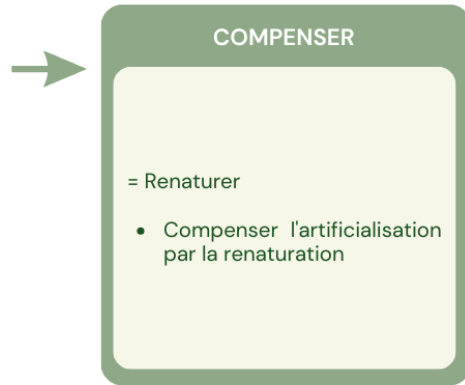 COMPENSER
= Renaturer
• Compenser l'artificialisation
par la renaturation